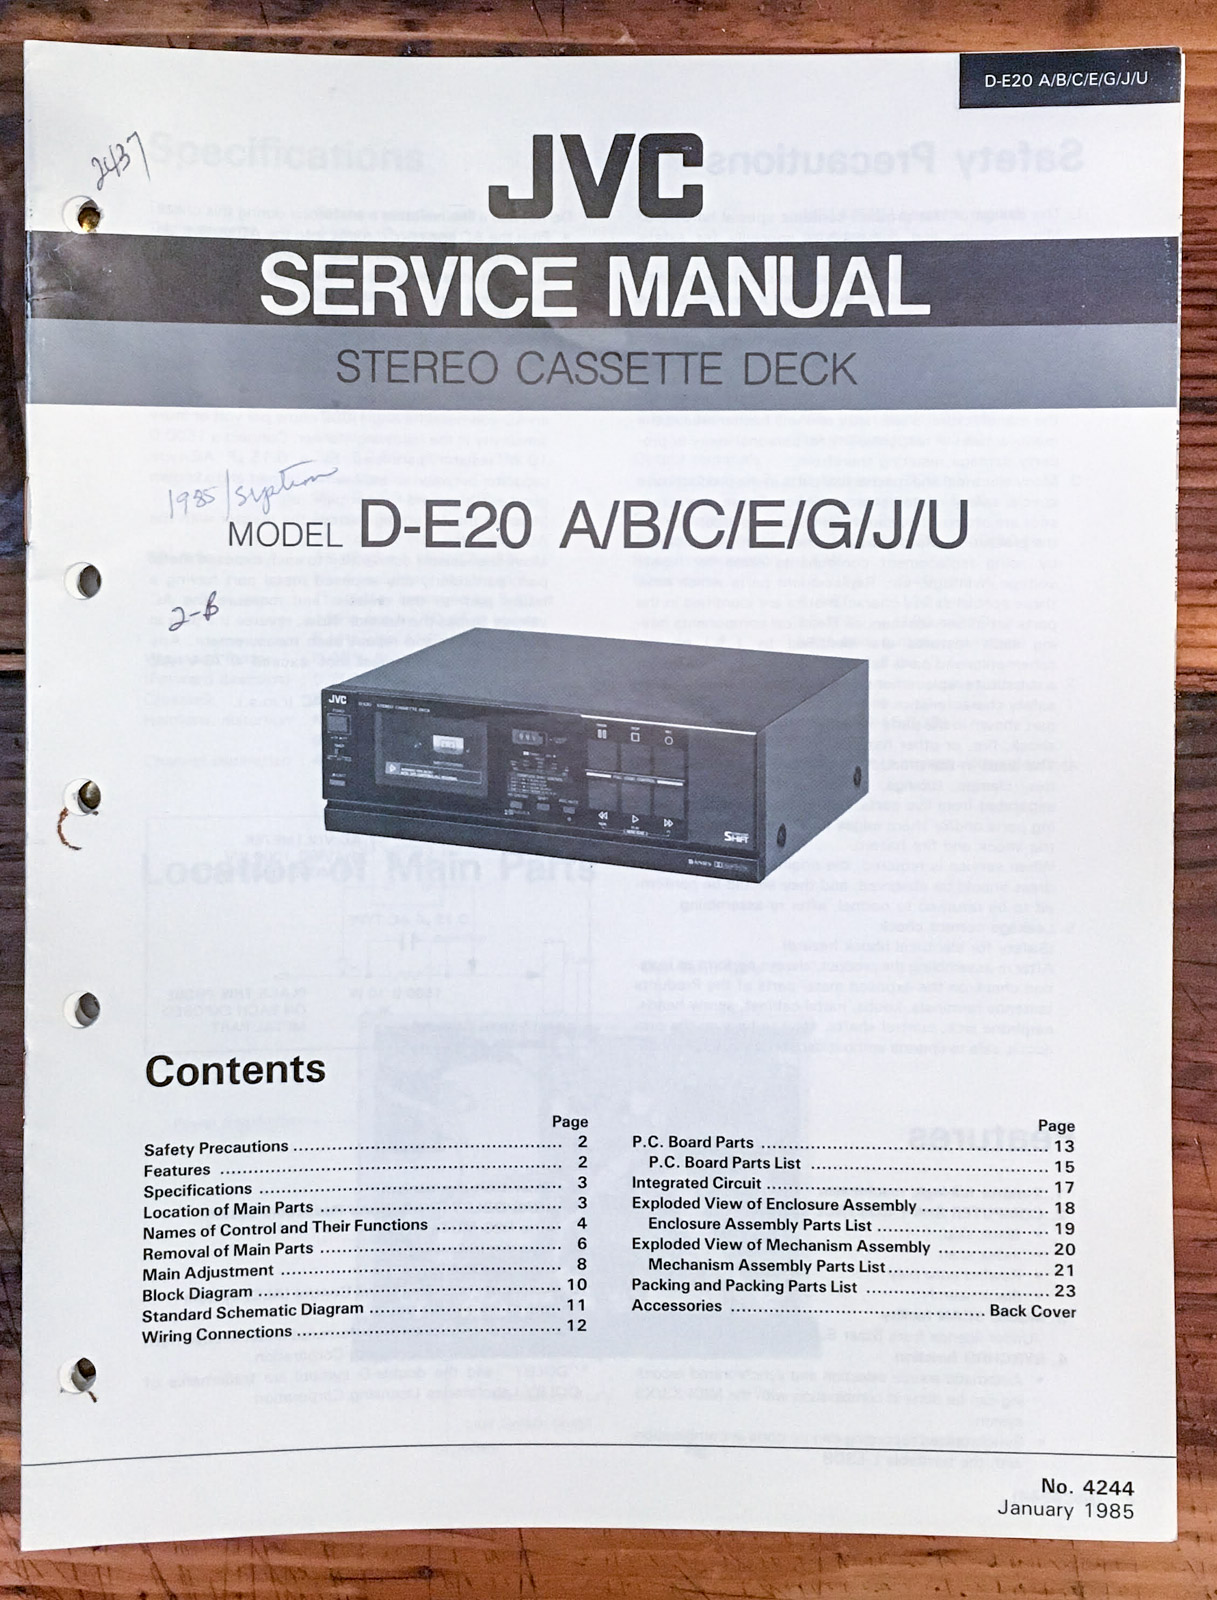 D-E20 A/B/C/E/G/J/U
2437
JVC
SERVICE MANUAL
STEREO CASSETTE DECK
1985
MODEL D-E20 A/B/C/E/G/J/U
2-B
JVC
STEREO CASSETTE DECK
SHIFT
Contents
Page
Safety Precautions 2
Features 2
Specifications 3
Location of Main Parts 3
Names of Control and Their Functions 4
Removal of Main Parts 6
Main Adjustment 8
Block Diagram 10
Standard Schematic Diagram 11
Wiring Connections 12
Page
P.C. Board Parts 13
P.C. Board Parts List 15
Integrated Circuit 17
Exploded View of Enclosure Assembly 18
Enclosure Assembly Parts List 19
Exploded View of Mechanism Assembly 20
Mechanism Assembly Parts List 21
Packing and Packing Parts List 23
Accessories Back Cover
No. 4244
January 1985